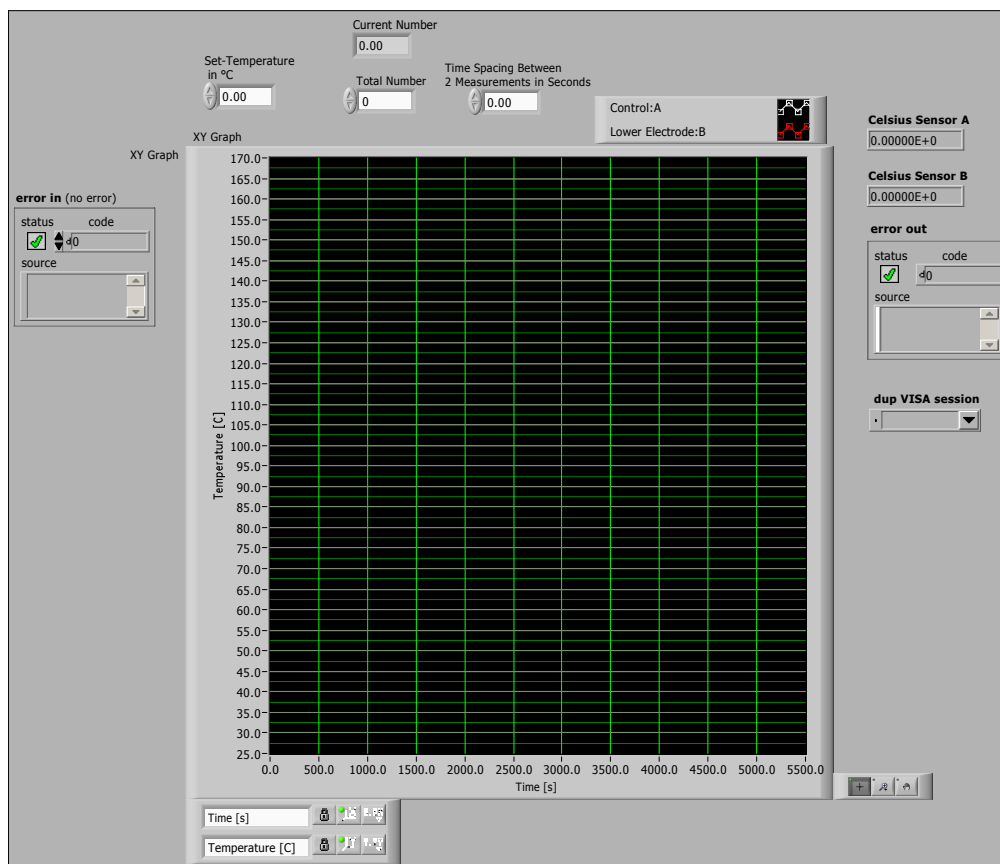 Current Number
0.00
Set-Temperature
in ºC
0.00
Total Number
0
Time Spacing Between
2 Measurements in Seconds
0.00
Control:A
Lower Electrode:B
Celsius Sensor A
0.00000E+0
Celsius Sensor B
0.00000E+0
XY Graph
XY Graph
error in (no error)
status code
d0
source
error out
status code
d0
source
dup VISA session
Temperature [C]
170.0
165.0
160.0
155.0
150.0
145.0
140.0
135.0
130.0
125.0
120.0
115.0
110.0
105.0
100.0
95.0
90.0
85.0
80.0
75.0
70.0
65.0
60.0
55.0
50.0
45.0
40.0
35.0
30.0
25.0
0.0 500.0 1000.0 1500.0 2000.0 2500.0 3000.0 3500.0 4000.0 4500.0 5000.0 5500.0
Time [s]
Time [s]
Temperature [C]